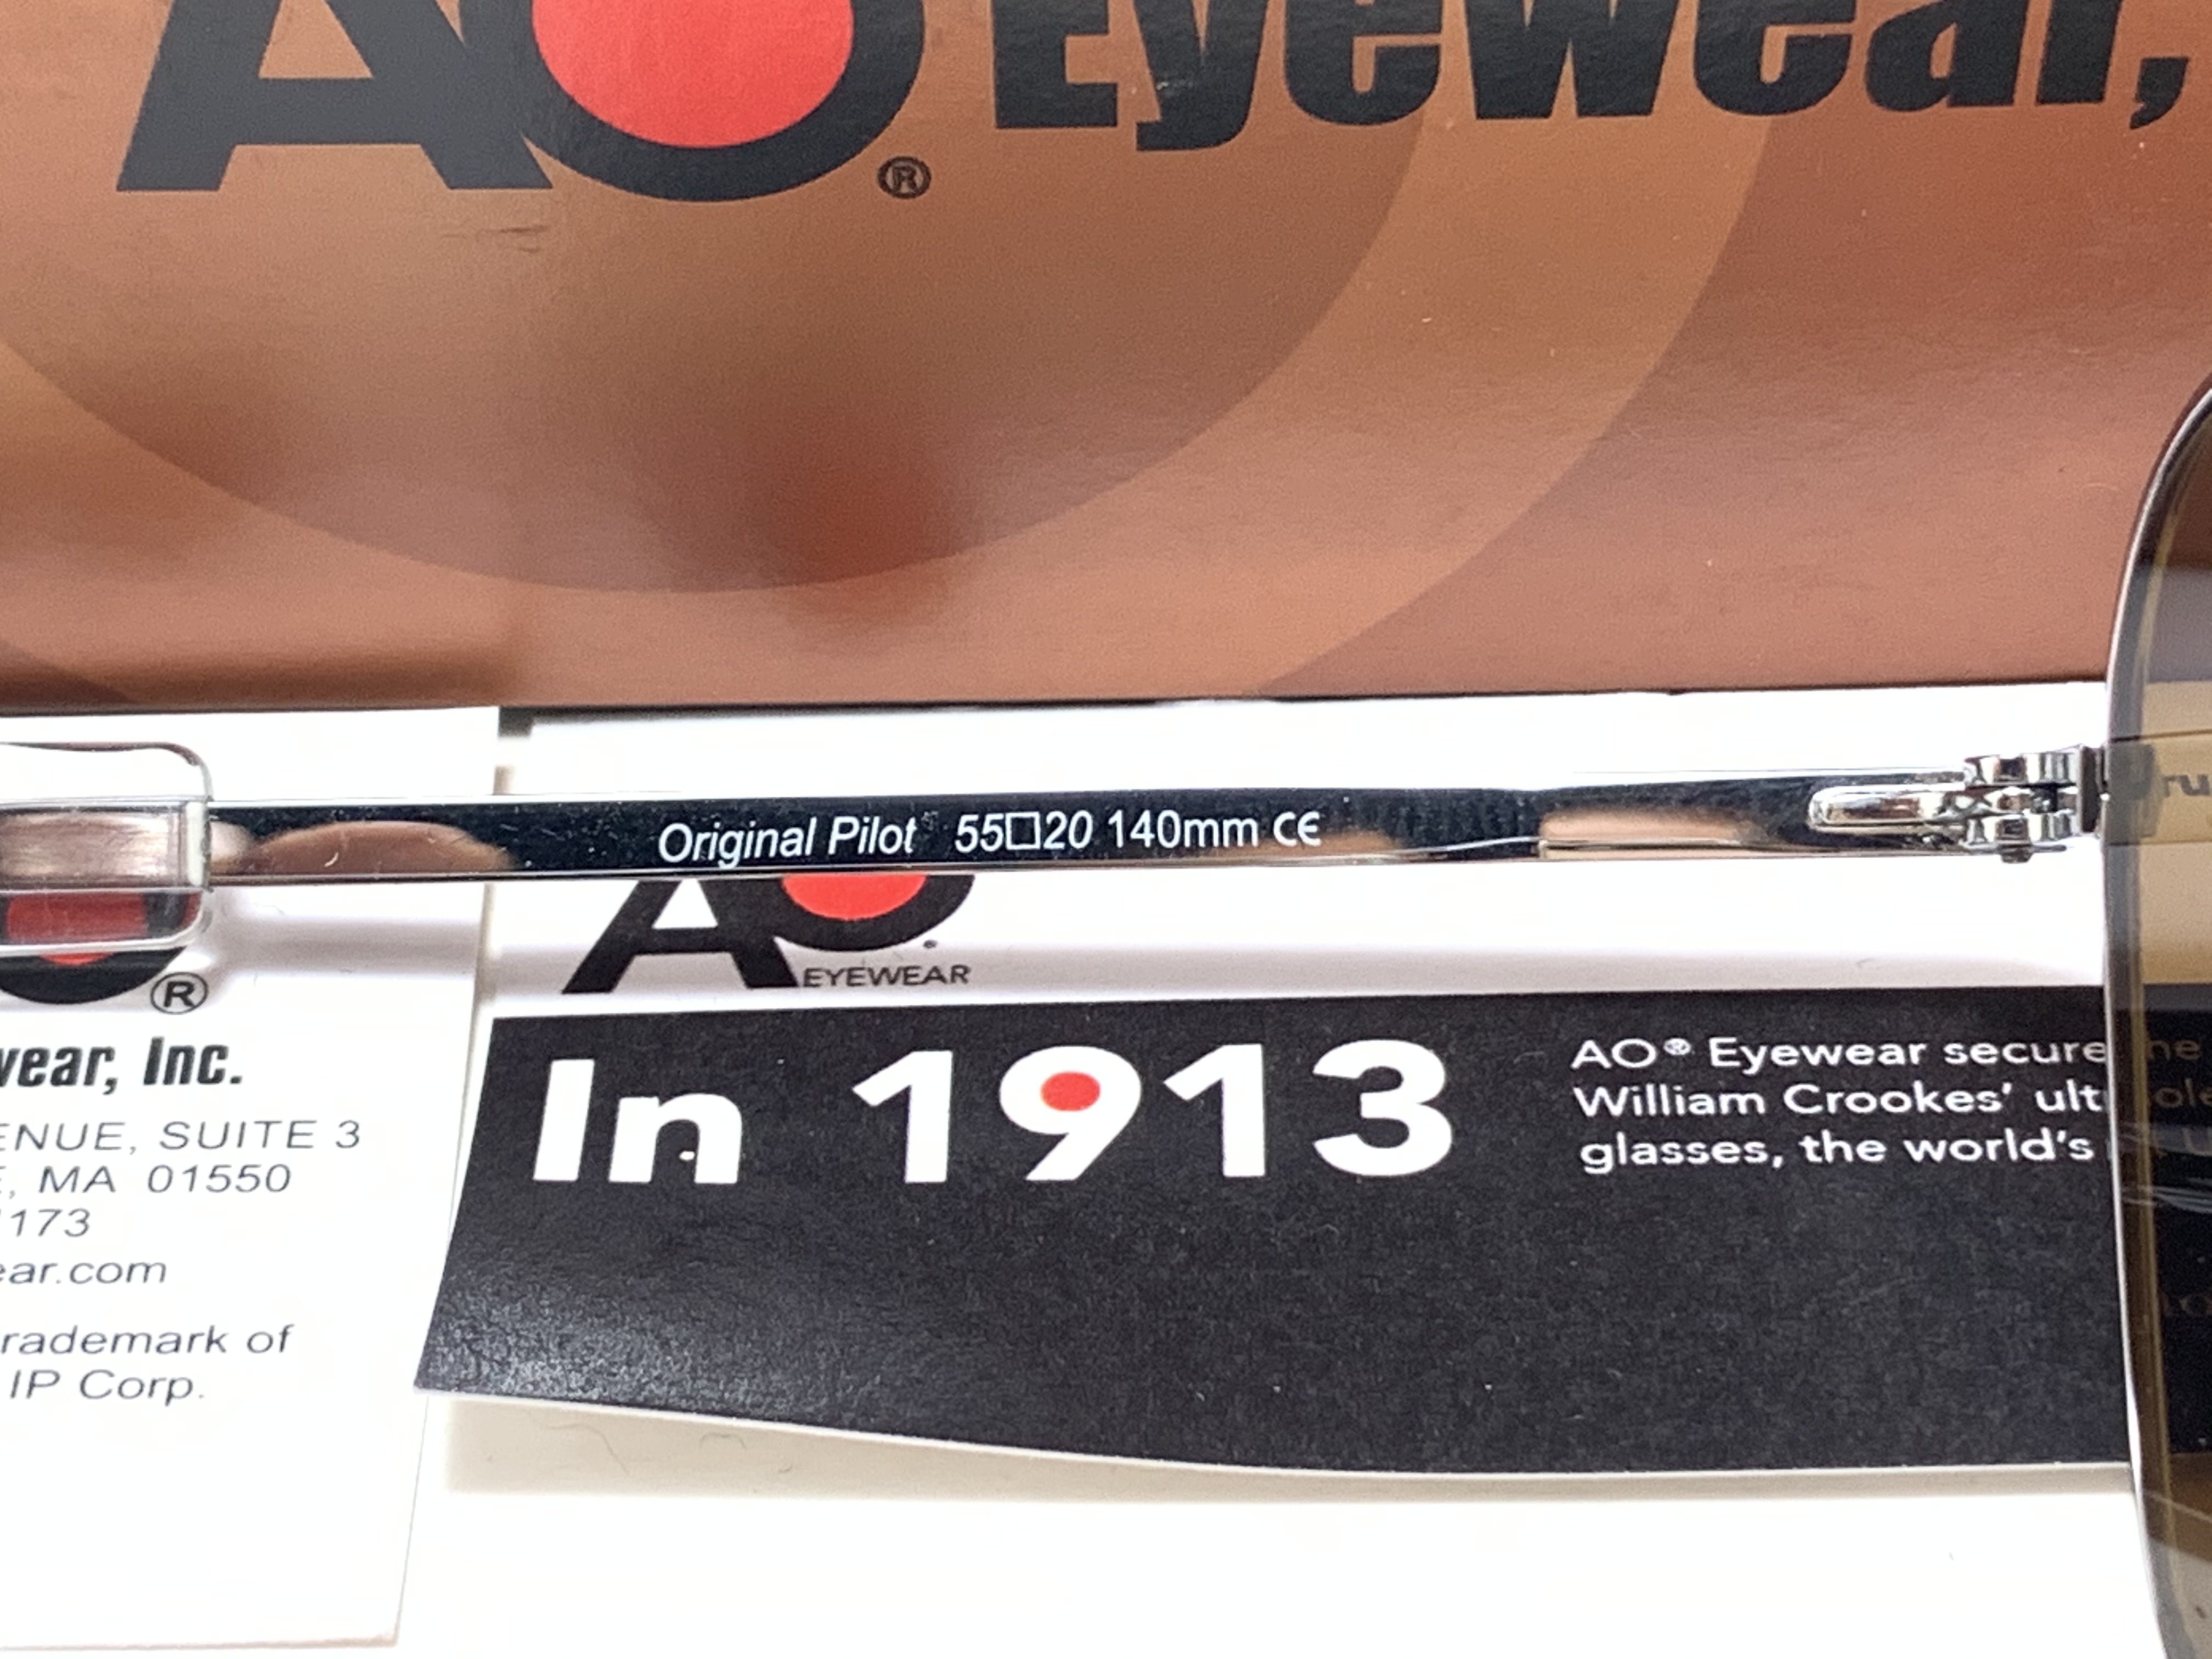 AO Eyewear,
®
Original Pilot 55□20 140mm CE
AO
EYEWEAR
®
wear, Inc.
ENUE, SUITE 3
, MA 01550
173
ear.com
rademark of
IP Corp.
In 1913
AO® Eyewear secure
William Crookes' ult
glasses, the world's